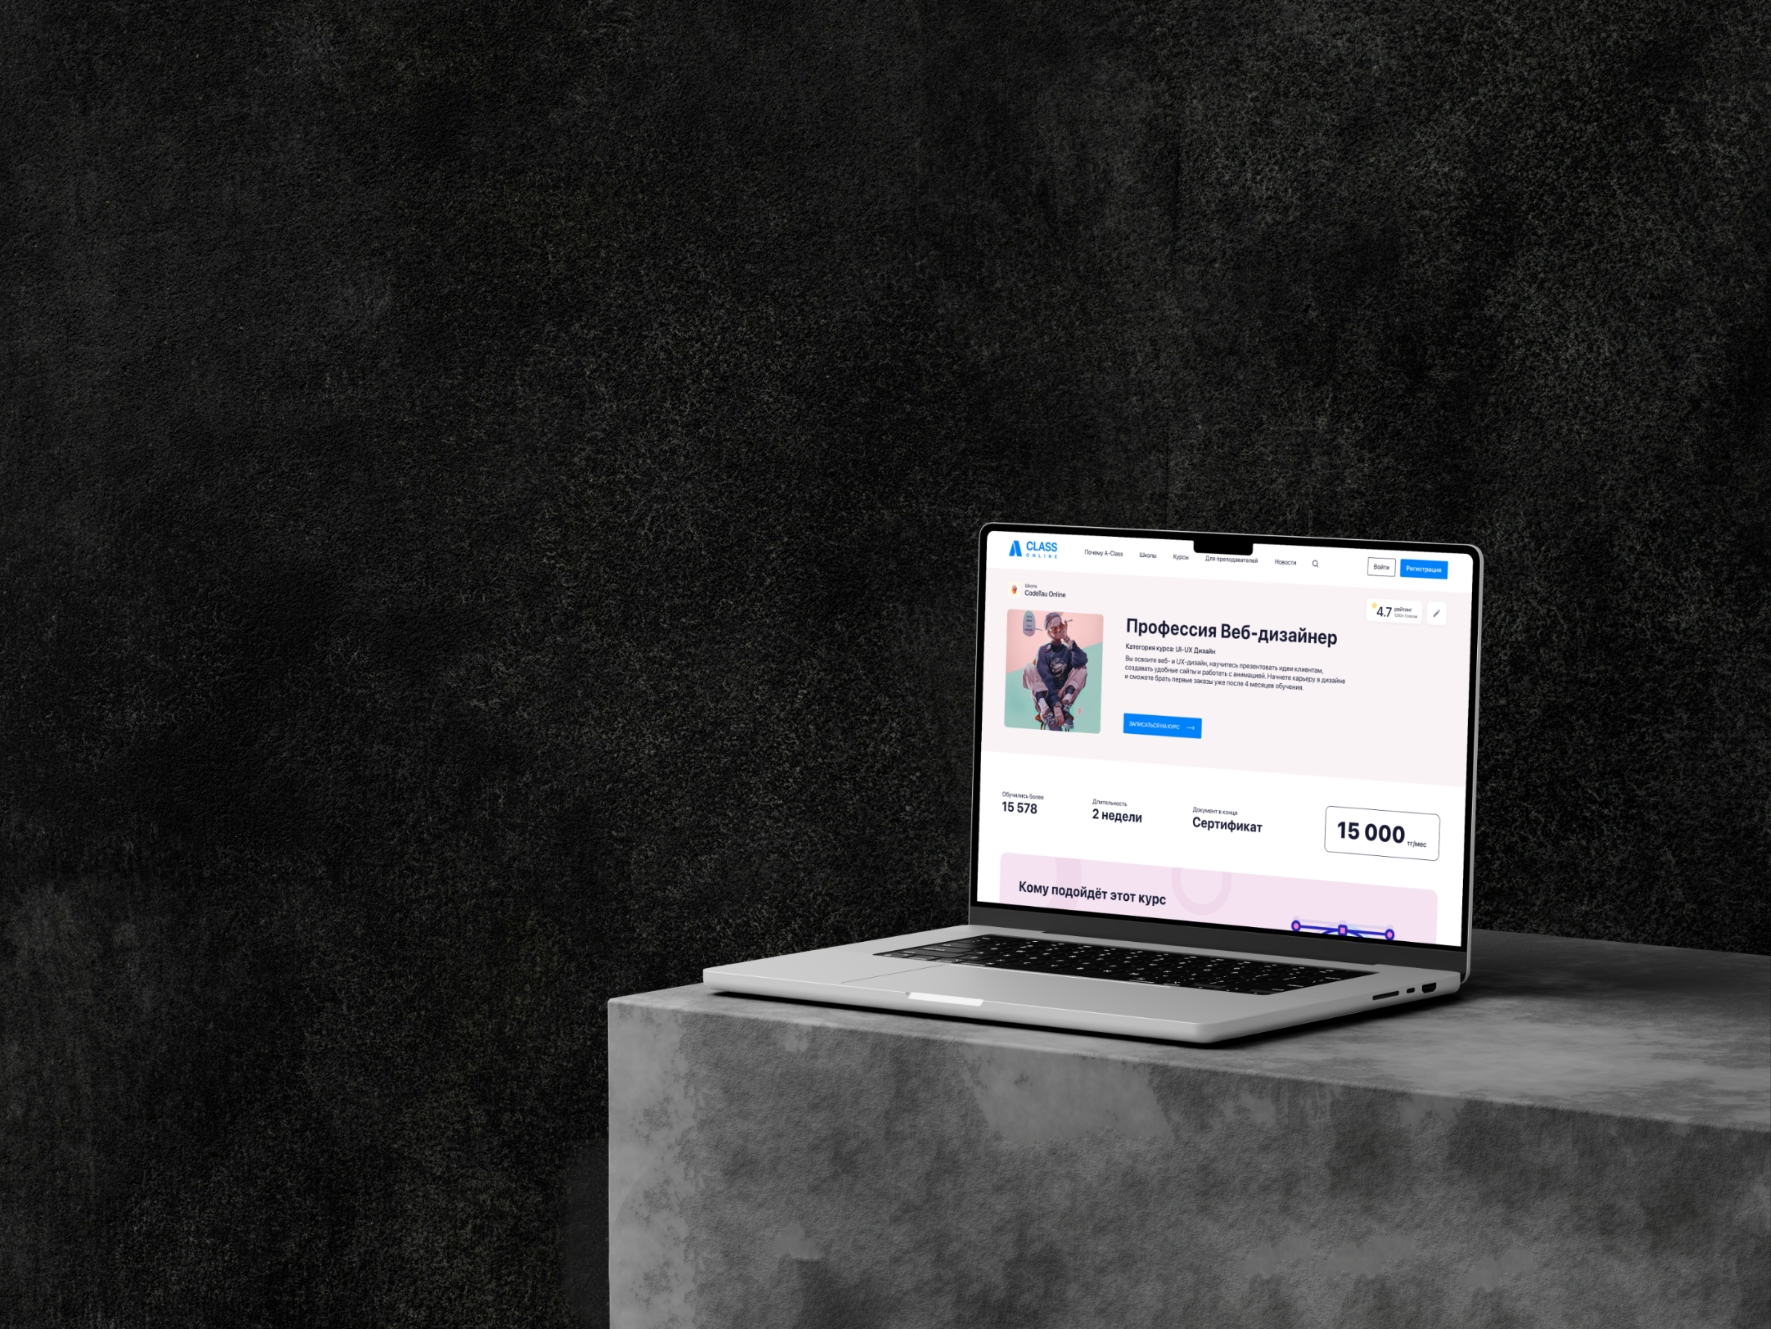 CLASS
ONLINE
Почему A-Class
Школы
Курсы
Для преподавателей
Новости
Войти
Регистрация
Школа
CodeTau Online
4.7
рейтинг
Профессия Веб-дизайнер
Категория курса: UI-UX Дизайн
Вы освоите веб- и UX-дизайн, научитесь презентовать идеи клиентам,
создавать удобные сайты и работать с анимацией. Начнете карьеру в дизайне
и сможете брать первые заказы уже после 4 месяцев обучения.
ЗАПИСАТЬСЯ НА КУРС
Обучились более
15 578
Длительность
2 недели
Документ в конце
Сертификат
15 000 тг/мес
Кому подойдёт этот курс